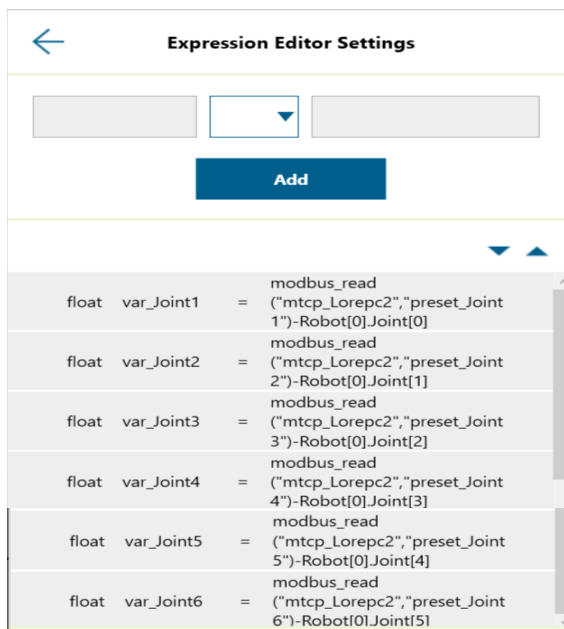 Expression Editor Settings
Add
modbus_read
float var_Joint1 = ("mtcp_Lorepc2","preset_Joint
1")-Robot[0].Joint[0]
modbus_read
float var_Joint2 = ("mtcp_Lorepc2","preset_Joint
2")-Robot[0].Joint[1]
modbus_read
float var_Joint3 = ("mtcp_Lorepc2","preset_Joint
3")-Robot[0].Joint[2]
modbus_read
float var_Joint4 = ("mtcp_Lorepc2","preset_Joint
4")-Robot[0].Joint[3]
modbus_read
float var_Joint5 = ("mtcp_Lorepc2","preset_Joint
5")-Robot[0].Joint[4]
modbus_read
float var_Joint6 = ("mtcp_Lorepc2","preset_Joint
6")-Robot[0].Joint[5]